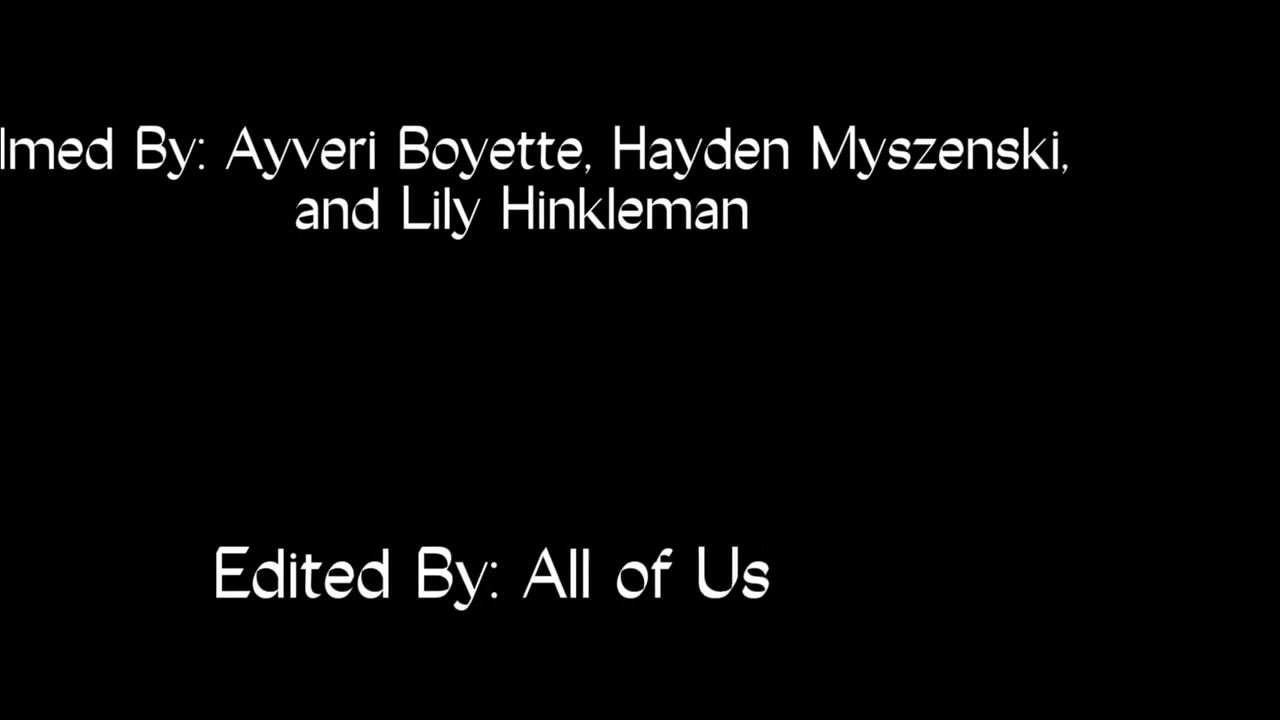 lmed By: Ayveri Boyette, Hayden Myszenski,
and Lily Hinkleman
Edited By: All of Us